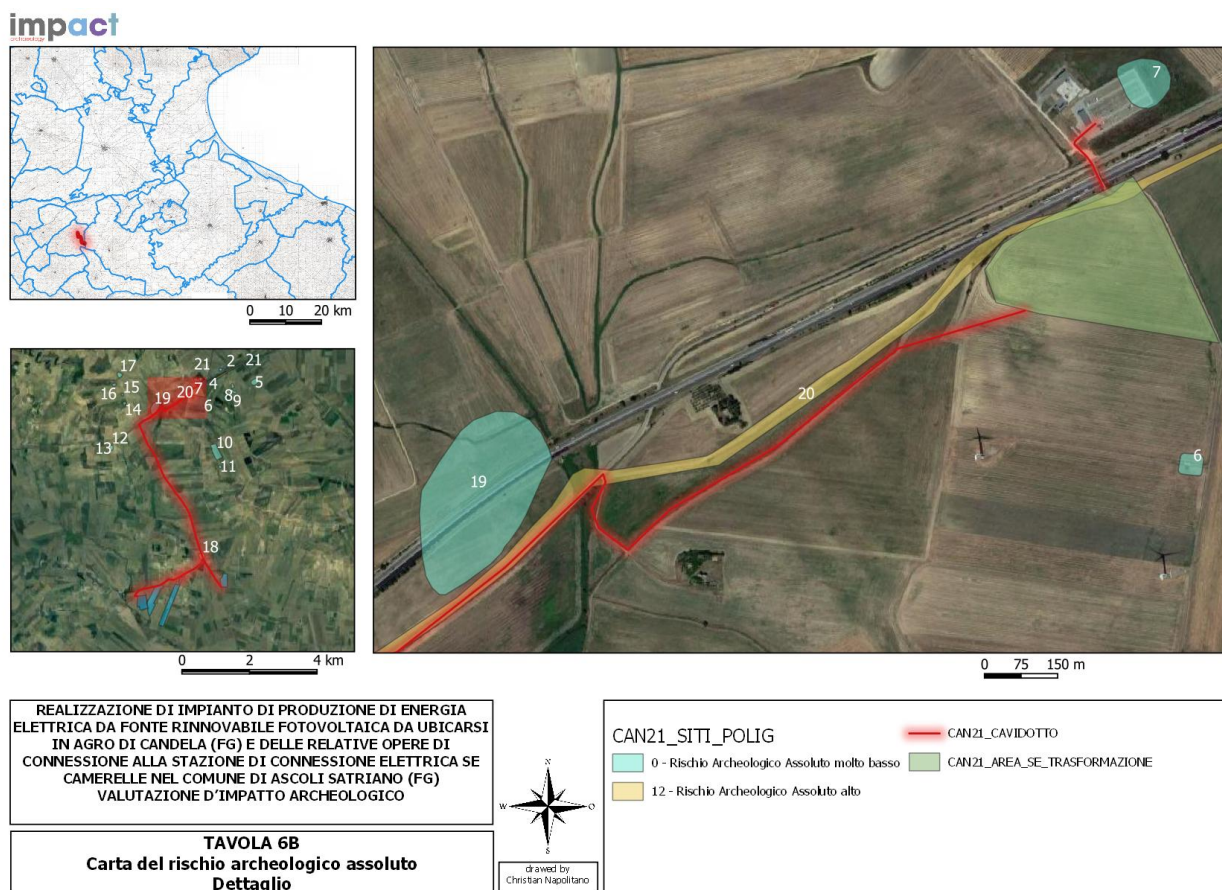 impact
archaeology
0 10 20 km
17
21
2
21
16
15
19
20
7
4
5
8
9
14
6
12
13
10
11
18
0 2 4 km
7
20
19
6
0 75 150 m
REALIZZAZIONE DI IMPIANTO DI PRODUZIONE DI ENERGIA
ELETTRICA DA FONTE RINNOVABILE FOTOVOLTAICA DA UBICARSI
IN AGRO DI CANDELA (FG) E DELLE RELATIVE OPERE DI
CONNESSIONE ALLA STAZIONE DI CONNESSIONE ELETTRICA SE
CAMERELLE NEL COMUNE DI ASCOLI SATRIANO (FG)
VALUTAZIONE D'IMPATTO ARCHEOLOGICO
TAVOLA 6B
Carta del rischio archeologico assoluto
Dettaglio
N
W O
S
drawed by
Christian Napolitano
CAN21_SITI_POLIG
0 - Rischio Archeologico Assoluto molto basso
12 - Rischio Archeologico Assoluto alto
CAN21_CAVIDOTTO
CAN21_AREA_SE_TRASFORMAZIONE